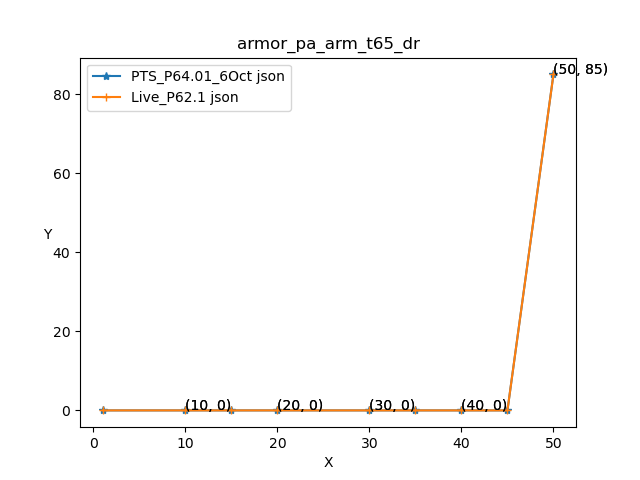 armor_pa_arm_t65_dr
PTS_P64.01_6Oct json
Live_P62.1 json
(50, 85)
80
60
Y
40
20
(10, 0) (20, 0) (30, 0) (40, 0)
0
0 10 20 30 40 50
X